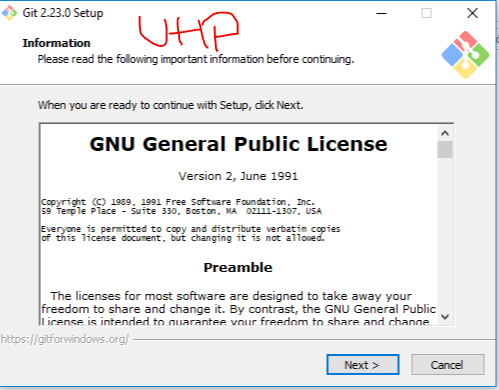 Git 2.23.0 Setup
UHP
Information
Please read the following important information before continuing.
When you are ready to continue with Setup, click Next.
GNU General Public License
Version 2, June 1991
Copyright (C) 1989, 1991 Free Software Foundation, Inc.
59 Temple Place - Suite 330, Boston, MA  02111-1307, USA
Everyone is permitted to copy and distribute verbatim copies
of this license document, but changing it is not allowed.
Preamble
The licenses for most software are designed to take away your
freedom to share and change it. By contrast, the GNU General Public
License is intended to guarantee your freedom to share and change
https://gitforwindows.org/
Next >
Cancel